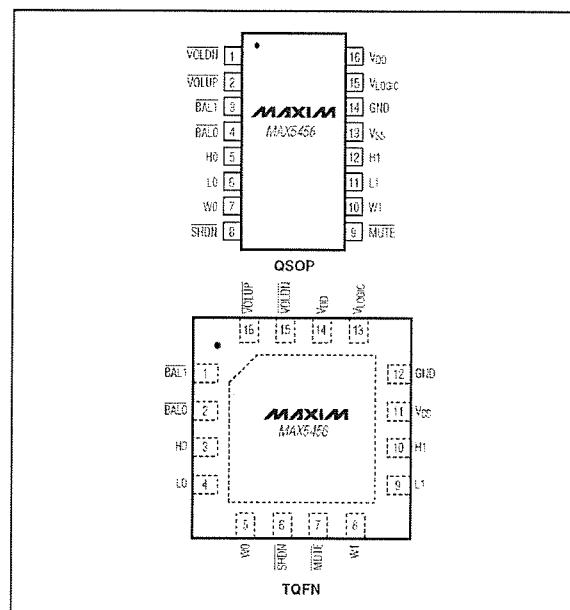 VOLDN 1 16 VDD
VOLUP 2 15 VLOGIC
BAL1 3 14 GND
BAL0 4 13 VSS
H0 5 12 H1
L0 6 11 L1
W0 7 10 W1
SHDN 8 9 MUTE
MAXIM
MAX5456
QSOP
VOLUP VOLDN VDD VLOGIC
16 15 14 13
BAL1 1 12 GND
BAL0 2 11 VSS
H0 3 10 H1
L0 4 9 L1
MAXIM
MAX5456
5 6 7 8
W0 SHDN MUTE W1
TQFN